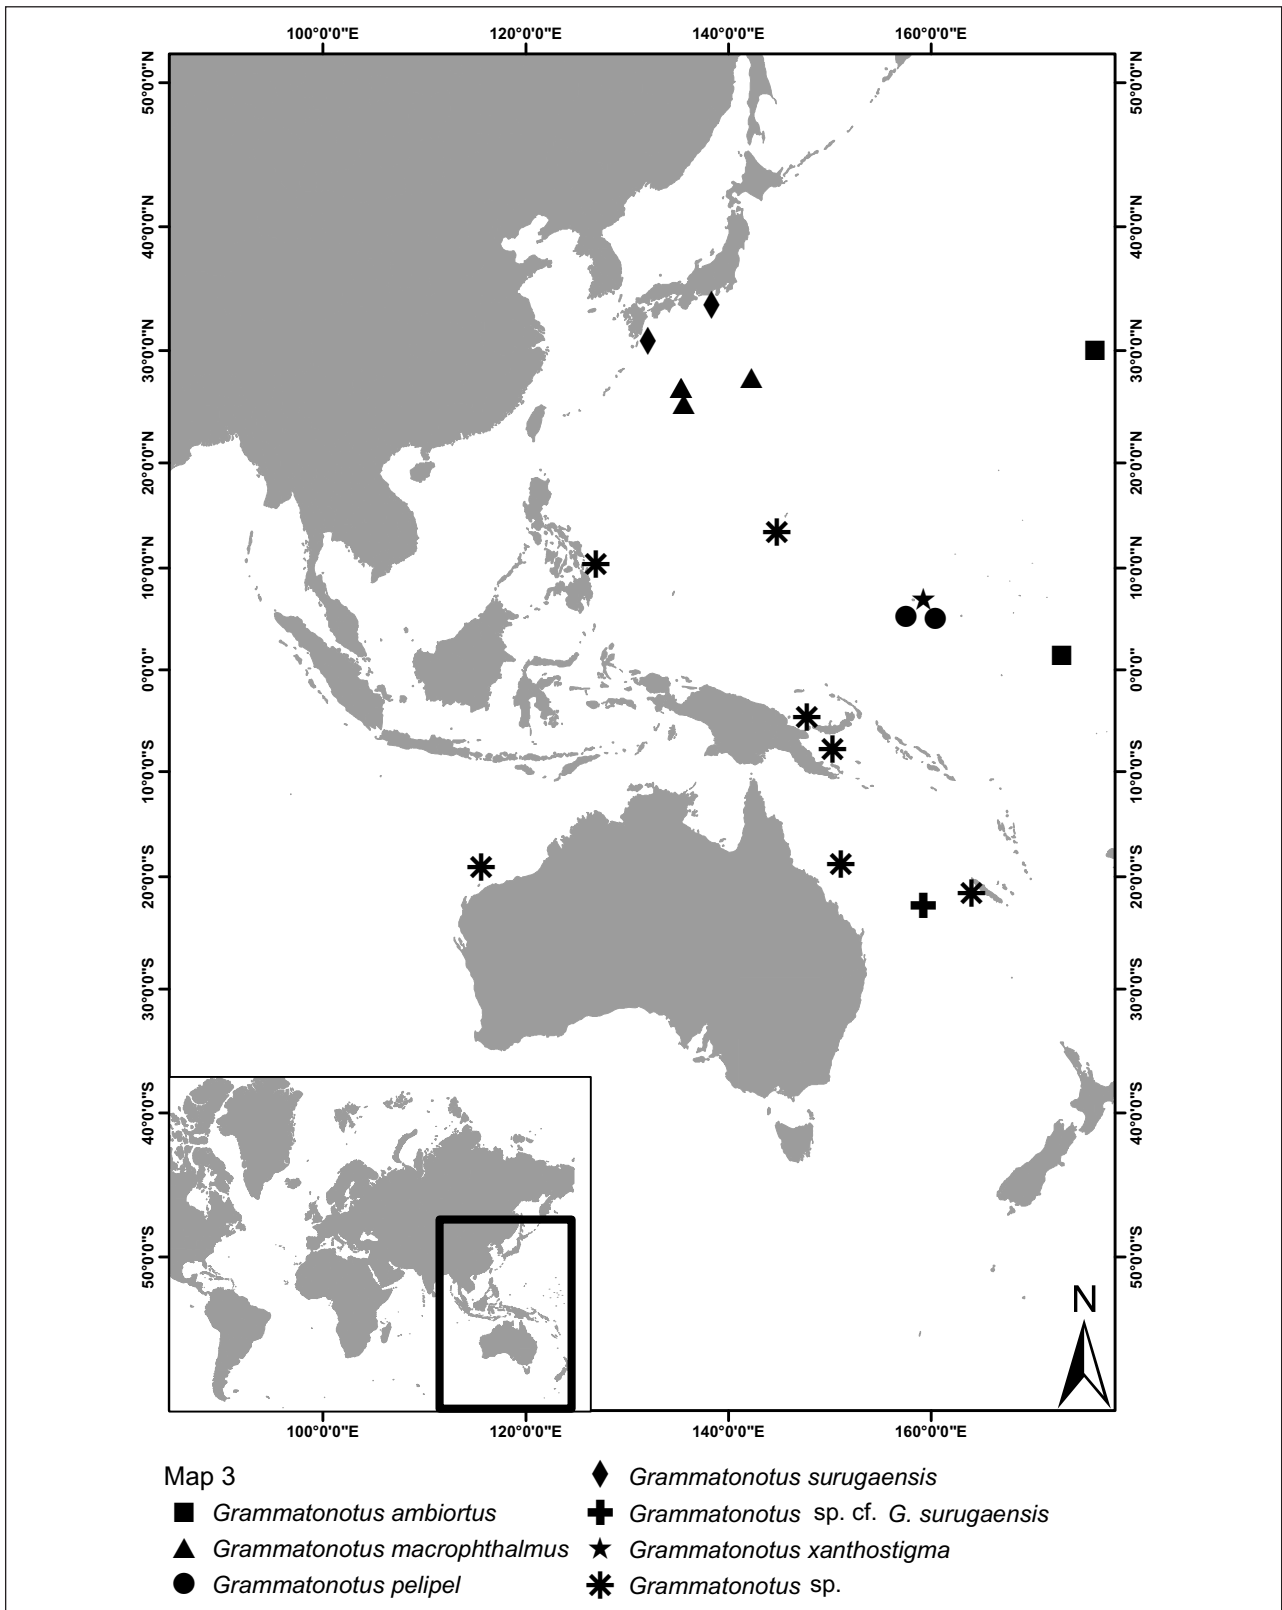 100°0'0"E 120°0'0"E 140°0'0"E 160°0'0"E
50°0'0"N 50°0'0"N
40°0'0"N 40°0'0"N
30°0'0"N 30°0'0"N
20°0'0"N 20°0'0"N
10°0'0"N 10°0'0"N
0°0'0" 0°0'0"
10°0'0"S 10°0'0"S
20°0'0"S 20°0'0"S
30°0'0"S 30°0'0"S
40°0'0"S 40°0'0"S
50°0'0"S 50°0'0"S
N
100°0'0"E 120°0'0"E 140°0'0"E 160°0'0"E
Map 3
Grammatonotus ambiortus
Grammatonotus macrophthalmus
Grammatonotus pelipel
Grammatonotus surugaensis
Grammatonotus sp. cf. G. surugaensis
Grammatonotus xanthostigma
Grammatonotus sp.